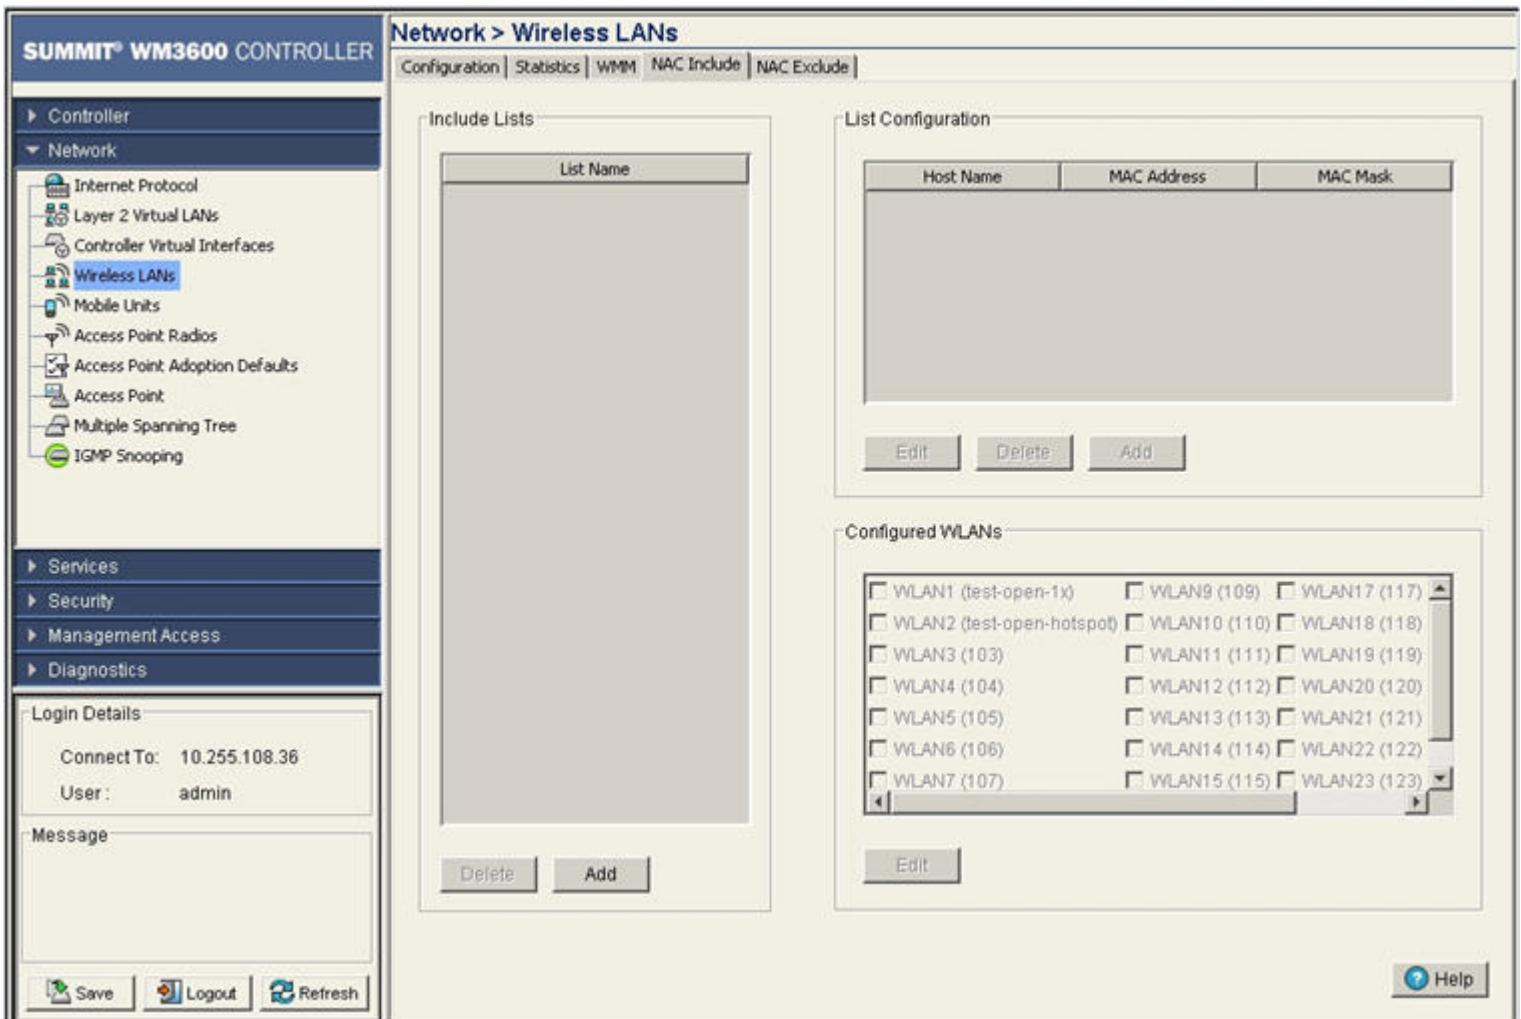 SUMMIT® WM3600 CONTROLLER
Network > Wireless LANs
Configuration Statistics WMM NAC Include NAC Exclude
Controller
Network
Internet Protocol
Layer 2 Virtual LANs
Controller Virtual Interfaces
Wireless LANs
Mobile Units
Access Point Radios
Access Point Adoption Defaults
Access Point
Multiple Spanning Tree
IGMP Snooping
Services
Security
Management Access
Diagnostics
Login Details
Connect To: 10.255.108.36
User : admin
Message
Save Logout Refresh
Include Lists
List Name
Delete Add
List Configuration
Host Name MAC Address MAC Mask
Edit Delete Add
Configured WLANs
WLAN1 (test-open-1x) WLAN9 (109) WLAN17 (117)
WLAN2 (test-open-hotspot) WLAN10 (110) WLAN18 (118)
WLAN3 (103) WLAN11 (111) WLAN19 (119)
WLAN4 (104) WLAN12 (112) WLAN20 (120)
WLAN5 (105) WLAN13 (113) WLAN21 (121)
WLAN6 (106) WLAN14 (114) WLAN22 (122)
WLAN7 (107) WLAN15 (115) WLAN23 (123)
Edit
? Help